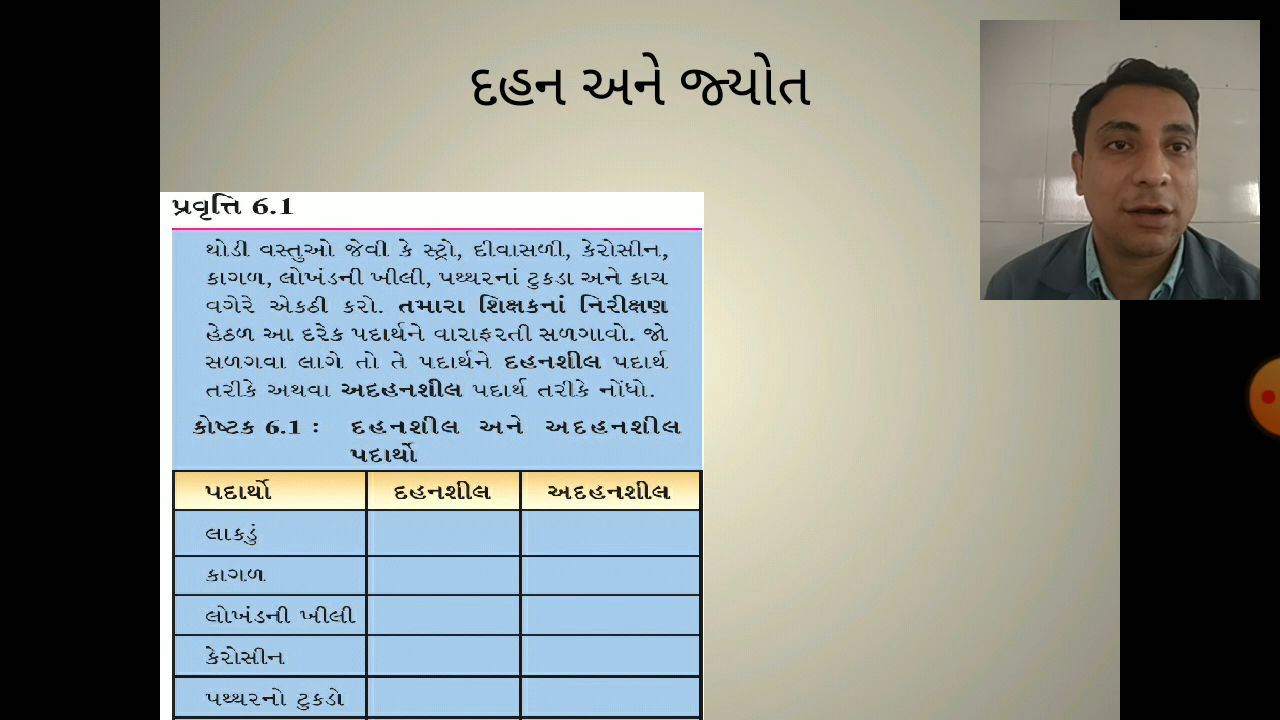 દહન અને જ્યોત
પ્રવૃત્તિ 6.1
થોડી વસ્તુઓ જેવી કે સ્ટ્રો, દીવાસળી, કેરોસીન,
કાગળ, લોખંડની ખીલી, પથ્થરનાં ટુકડા અને કાચ
વગેરે એકઠી કરો. તમારા શિક્ષકનાં નિરીક્ષણ
હેઠળ આ દરેક પદાર્થને વારાફરતી સળગાવો. જો
સળગવા લાગે તો તે પદાર્થને દહનશીલ પદાર્થ
તરીકે અથવા અદહનશીલ પદાર્થ તરીકે નોંધો.
કોષ્ટક 6.1 : દહનશીલ અને અદહનશીલ
પદાર્થો
પદાર્થો દહનશીલ અદહનશીલ
લાકડું
કાગળ
લોખંડની ખીલી
કેરોસીન
પથ્થરનો ટુકડો